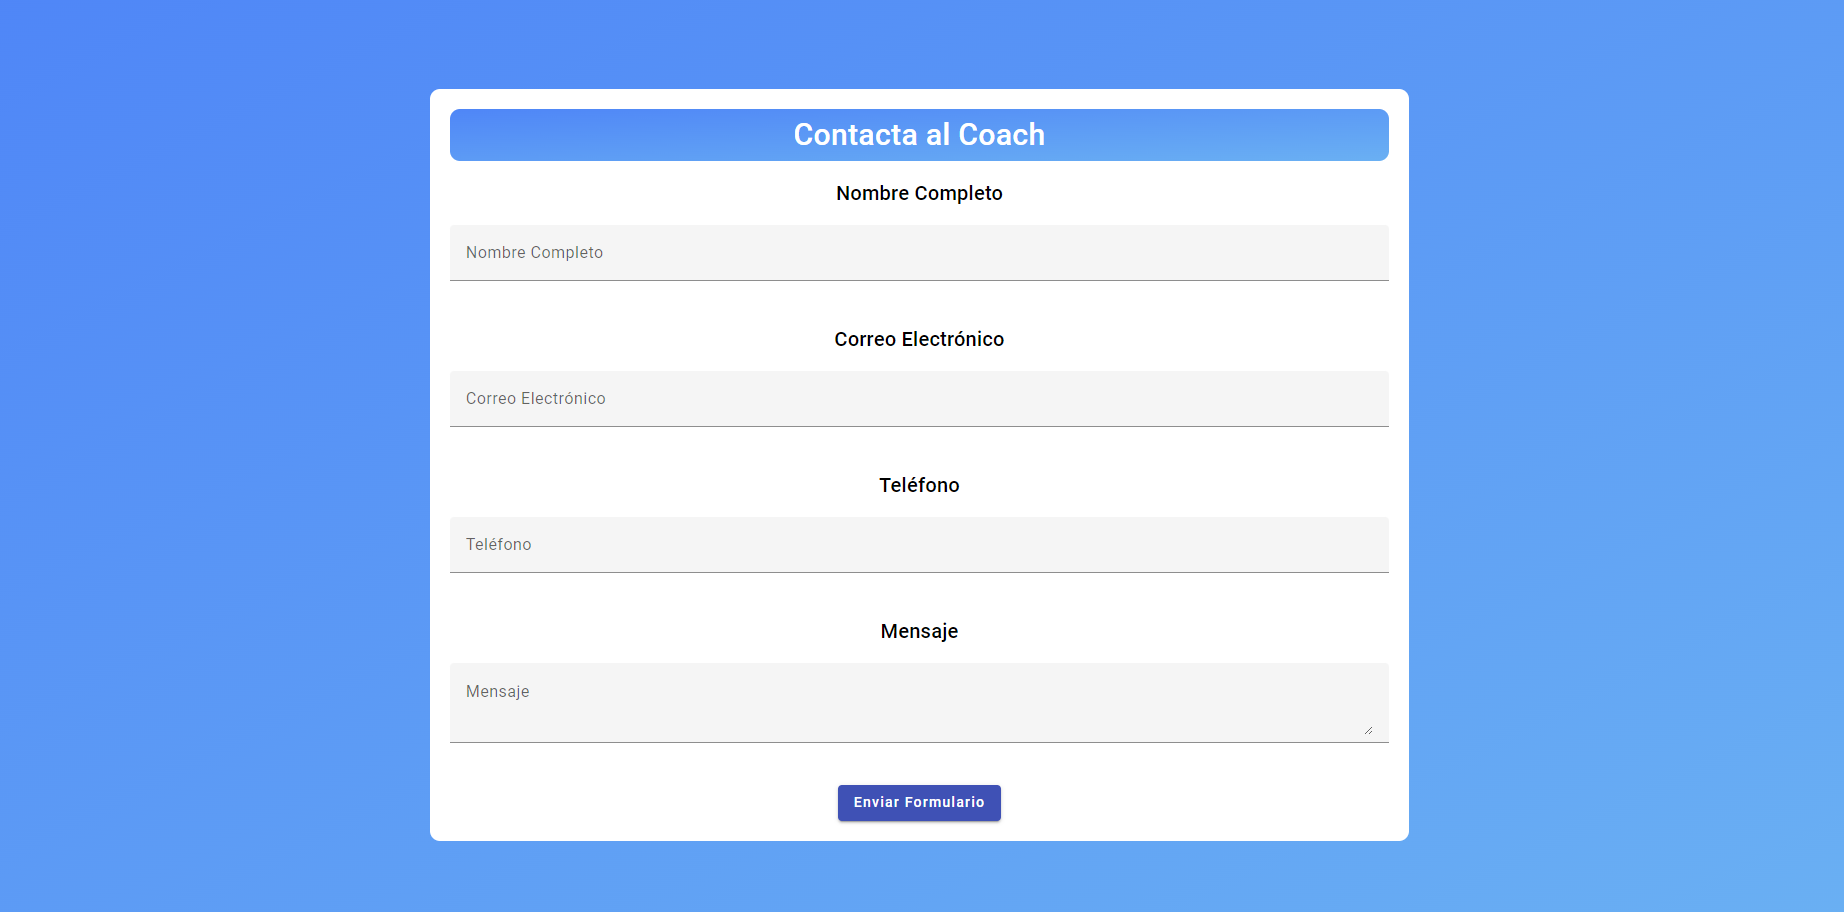 Contacta al Coach
Nombre Completo
Nombre Completo
Correo Electrónico
Correo Electrónico
Teléfono
Teléfono
Mensaje
Mensaje
Enviar Formulario